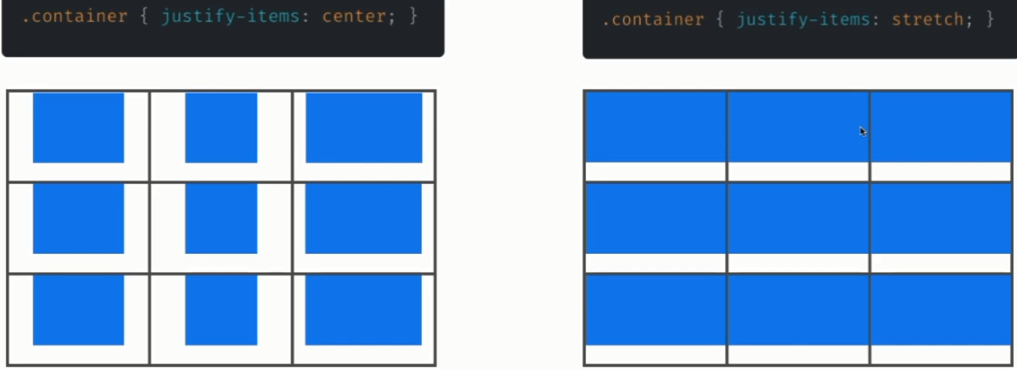 .container { justify-items: center; }
.container { justify-items: stretch; }